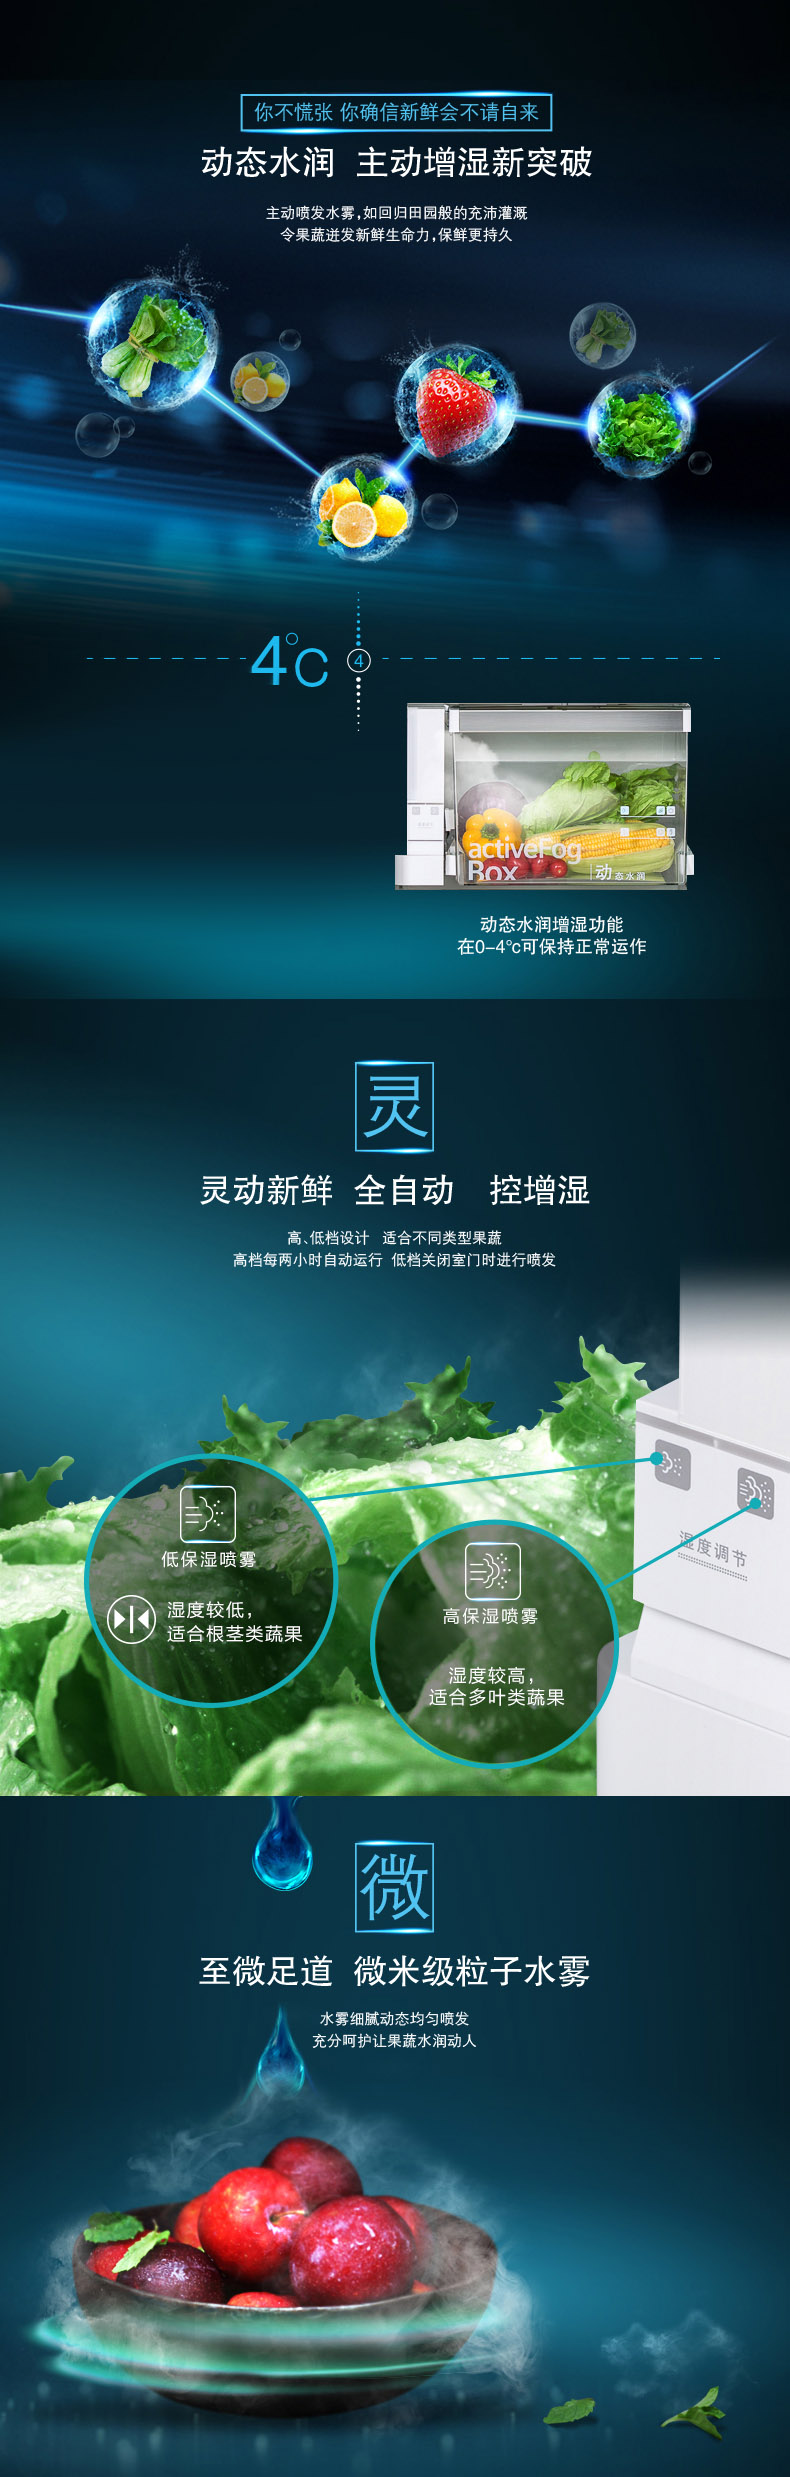 你不慌张 你确信新鲜会不请自来
动态水润 主动增湿新突破
主动喷发水雾,如回归田园般的充沛灌溉
令果蔬迸发新鲜生命力,保鲜更持久
4℃
4
activeFog
Box
动态水润
动态水润增湿功能
在0-4℃可保持正常运作
灵
灵动新鲜 全自动 控增湿
高、低档设计 适合不同类型果蔬
高档每两小时自动运行 低档关闭室门时进行喷发
湿度调节
低保湿喷雾
湿度较低,
适合根茎类蔬果
高保湿喷雾
湿度较高,
适合多叶类蔬果
微
至微足道 微米级粒子水雾
水雾细腻动态均匀喷发
充分呵护让果蔬水润动人